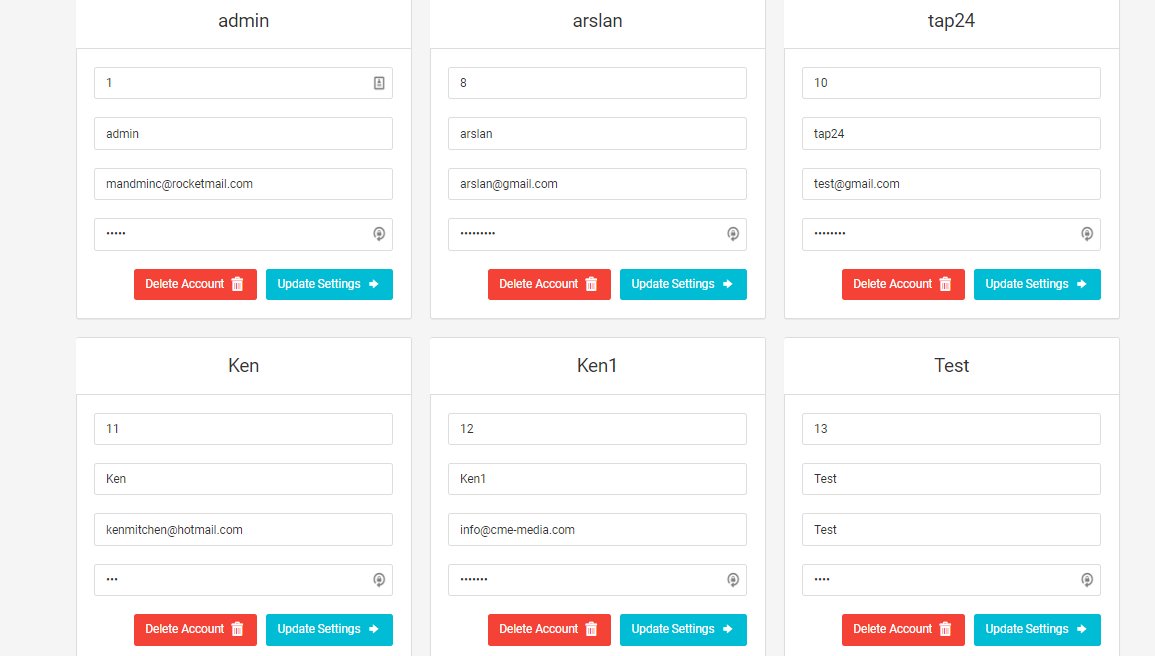 admin
arslan
tap24
1
8
10
admin
arslan
tap24
mandminc@rocketmail.com
arslan@gmail.com
test@gmail.com
•••••
•••••••••
••••••••
Delete Account
Update Settings
Delete Account
Update Settings
Delete Account
Update Settings
Ken
Ken1
Test
11
12
13
Ken
Ken1
Test
kenmitchen@hotmail.com
info@cme-media.com
Test
•••
•••••••
••••
Delete Account
Update Settings
Delete Account
Update Settings
Delete Account
Update Settings